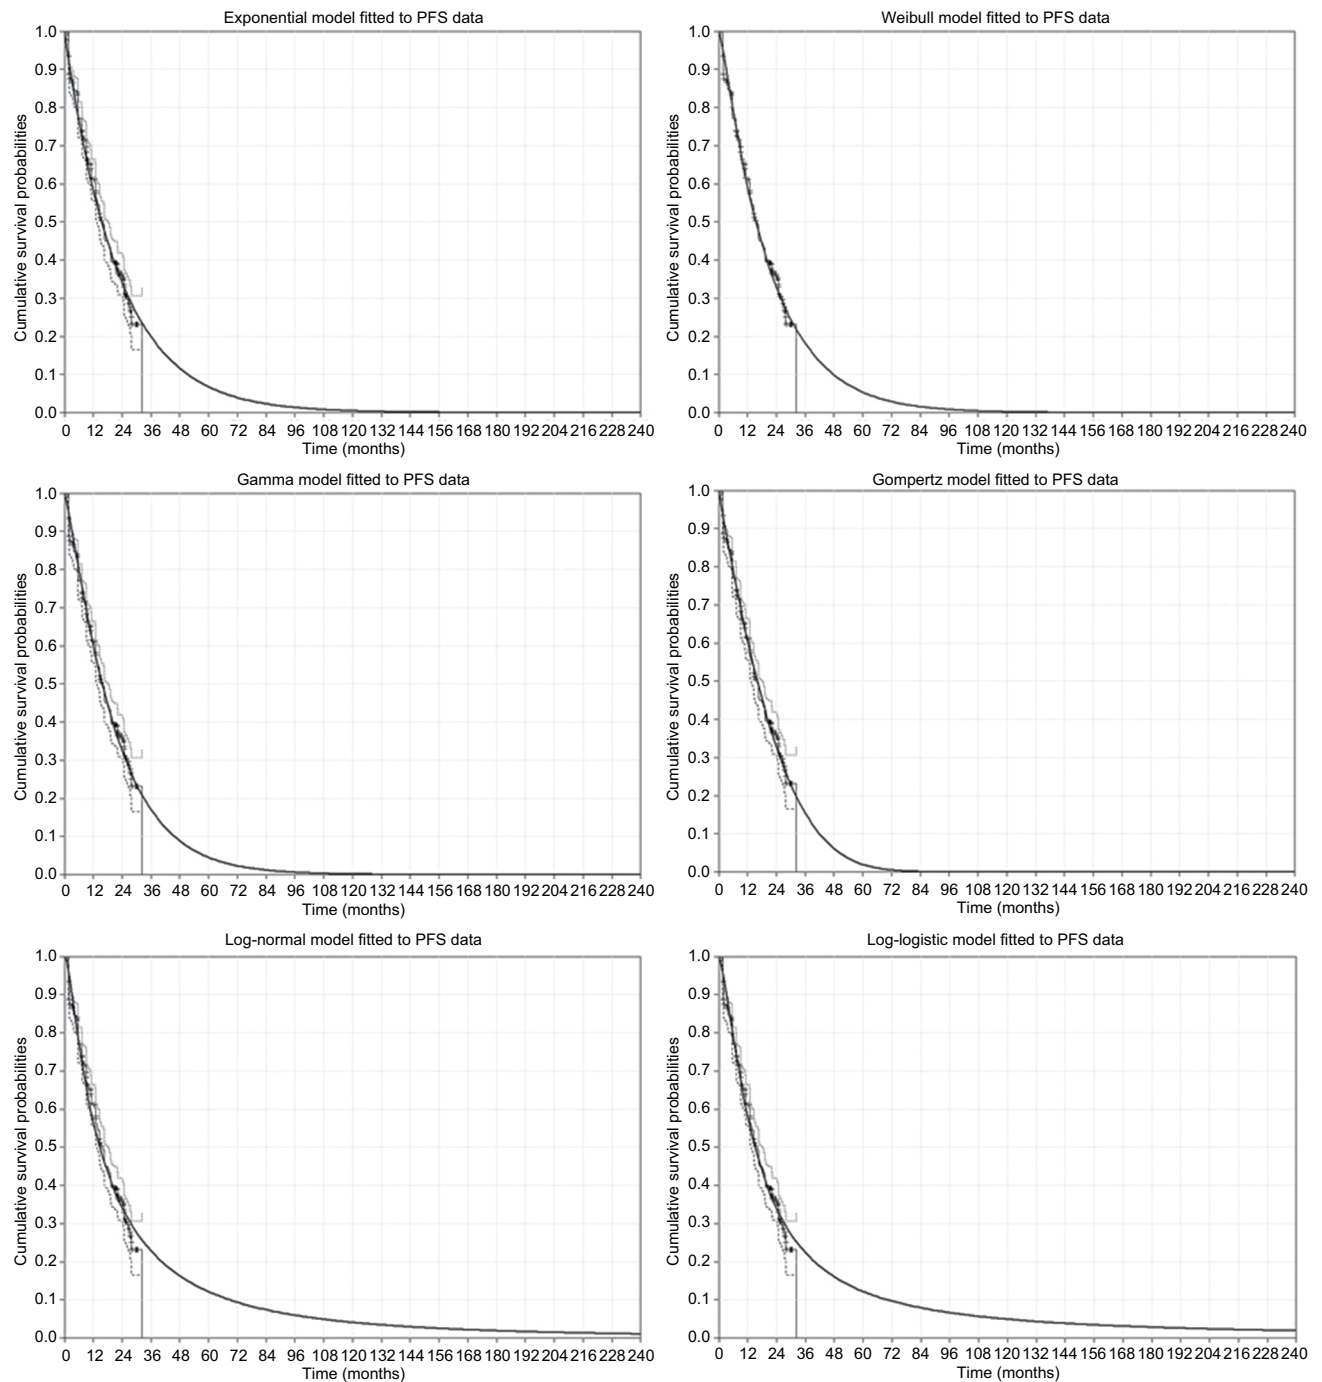 Exponential model fitted to PFS data
Cumulative survival probabilities
1.0
0.9
0.8
0.7
0.6
0.5
0.4
0.3
0.2
0.1
0.0
0 12 24 36 48 60 72 84 96 108 120 132 144 156 168 180 192 204 216 228 240
Time (months)
Weibull model fitted to PFS data
Cumulative survival probabilities
1.0
0.9
0.8
0.7
0.6
0.5
0.4
0.3
0.2
0.1
0.0
0 12 24 36 48 60 72 84 96 108 120 132 144 156 168 180 192 204 216 228 240
Time (months)
Gamma model fitted to PFS data
Cumulative survival probabilities
1.0
0.9
0.8
0.7
0.6
0.5
0.4
0.3
0.2
0.1
0.0
0 12 24 36 48 60 72 84 96 108 120 132 144 156 168 180 192 204 216 228 240
Time (months)
Gompertz model fitted to PFS data
Cumulative survival probabilities
1.0
0.9
0.8
0.7
0.6
0.5
0.4
0.3
0.2
0.1
0.0
0 12 24 36 48 60 72 84 96 108 120 132 144 156 168 180 192 204 216 228 240
Time (months)
Log-normal model fitted to PFS data
Cumulative survival probabilities
1.0
0.9
0.8
0.7
0.6
0.5
0.4
0.3
0.2
0.1
0.0
0 12 24 36 48 60 72 84 96 108 120 132 144 156 168 180 192 204 216 228 240
Time (months)
Log-logistic model fitted to PFS data
Cumulative survival probabilities
1.0
0.9
0.8
0.7
0.6
0.5
0.4
0.3
0.2
0.1
0.0
0 12 24 36 48 60 72 84 96 108 120 132 144 156 168 180 192 204 216 228 240
Time (months)